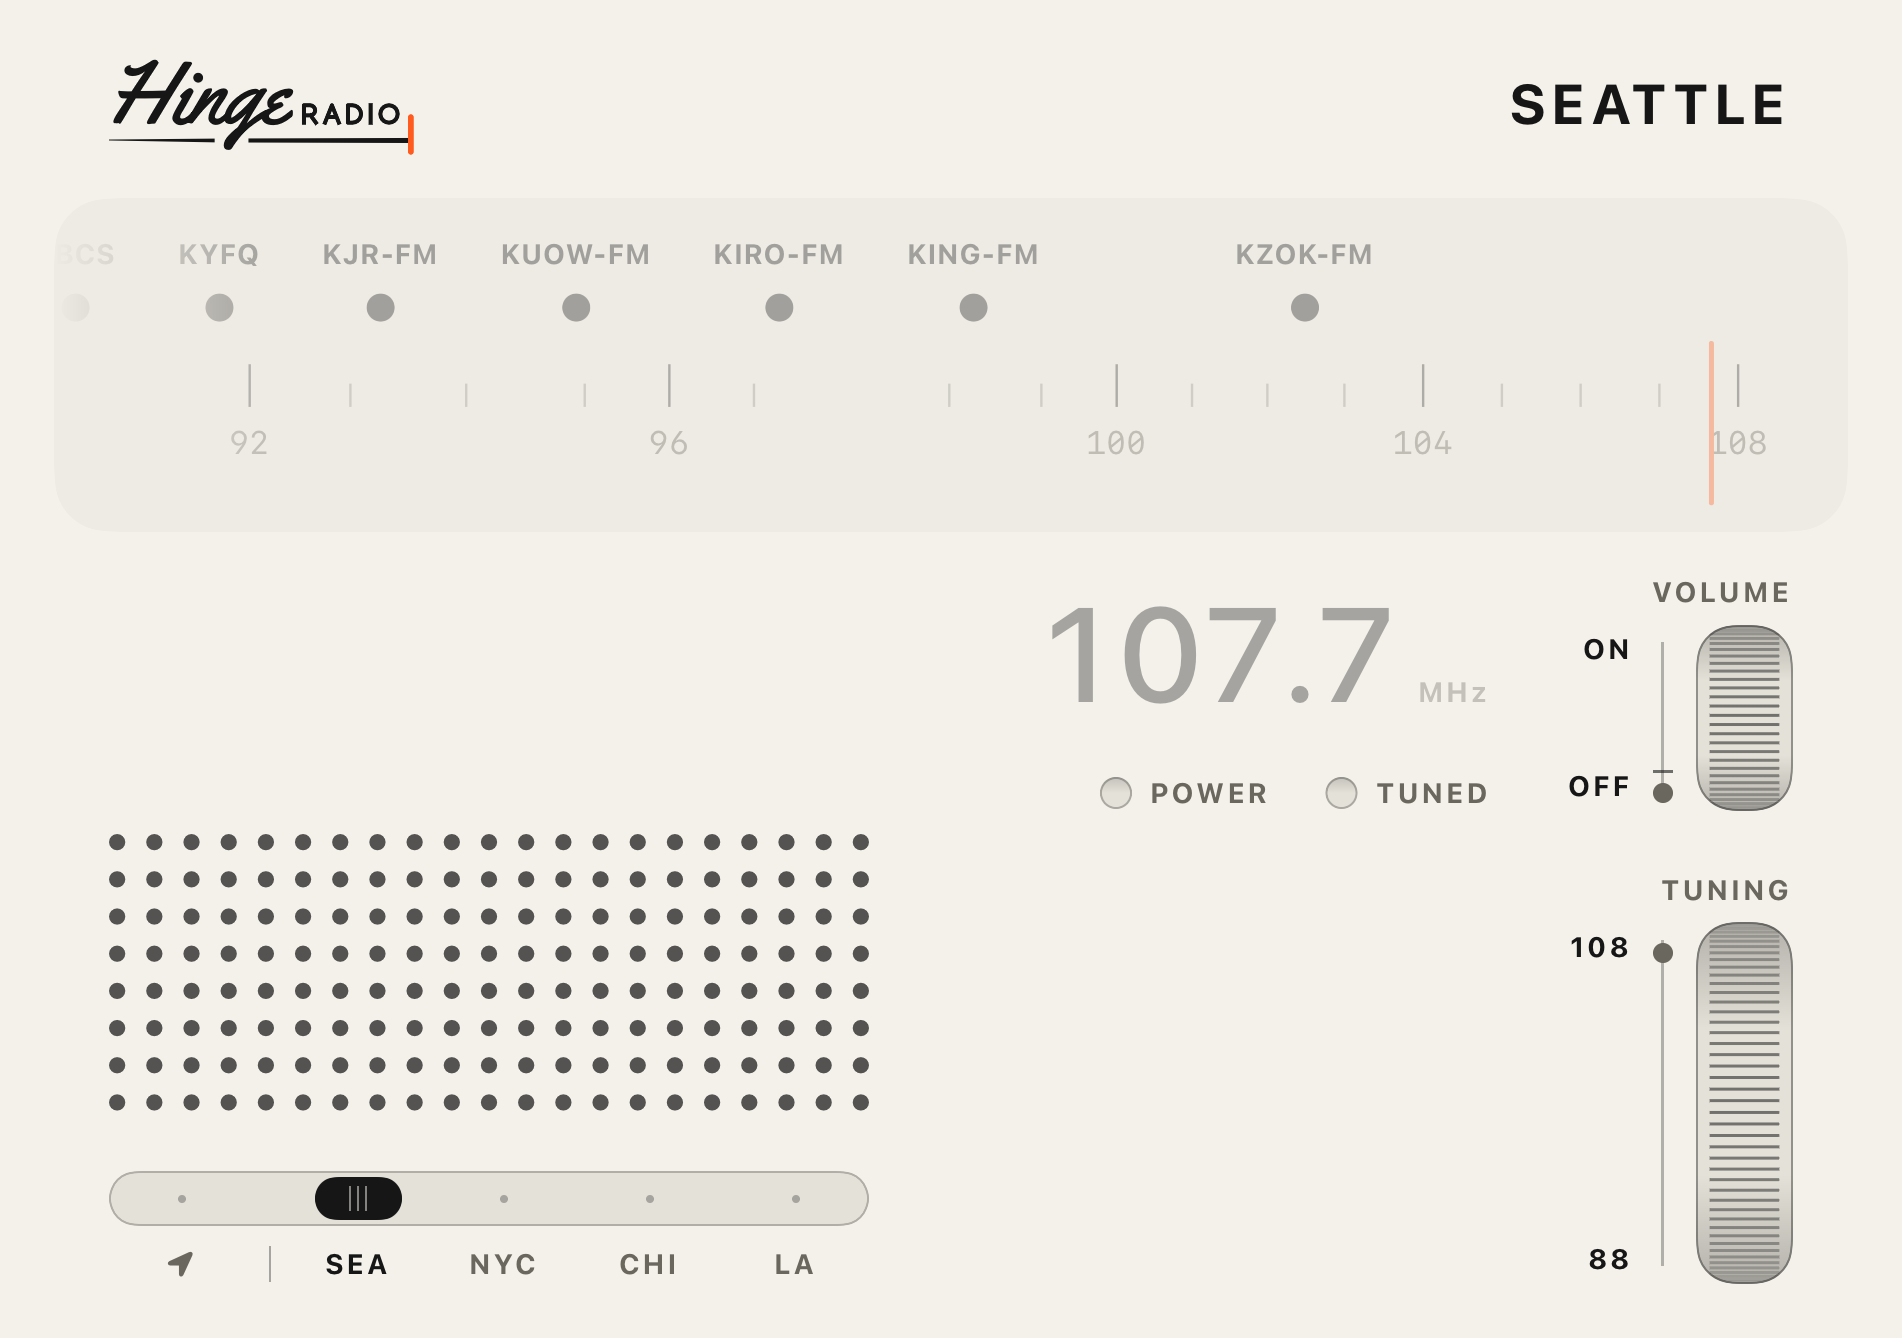 Hinge RADIO
SEATTLE
KYFQ KJR-FM KUOW-FM KIRO-FM KING-FM KZOK-FM
92 96 100 104 108
107.7 MHz
POWER TUNED
VOLUME
ON
OFF
TUNING
108
88
SEA NYC CHI LA